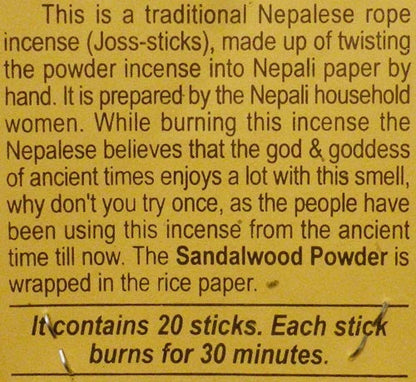 This is a traditional Nepalese rope
incense (Joss-sticks), made up of twisting
the powder incense into Nepali paper by
hand. It is prepared by the Nepali household
women. While burning this incense the
Nepalese believes that the god & goddess
of ancient times enjoys a lot with this smell,
why don't you try once, as the people have
been using this incense from the ancient
time till now. The Sandalwood Powder is
wrapped in the rice paper.
It contains 20 sticks. Each stick
burns for 30 minutes.